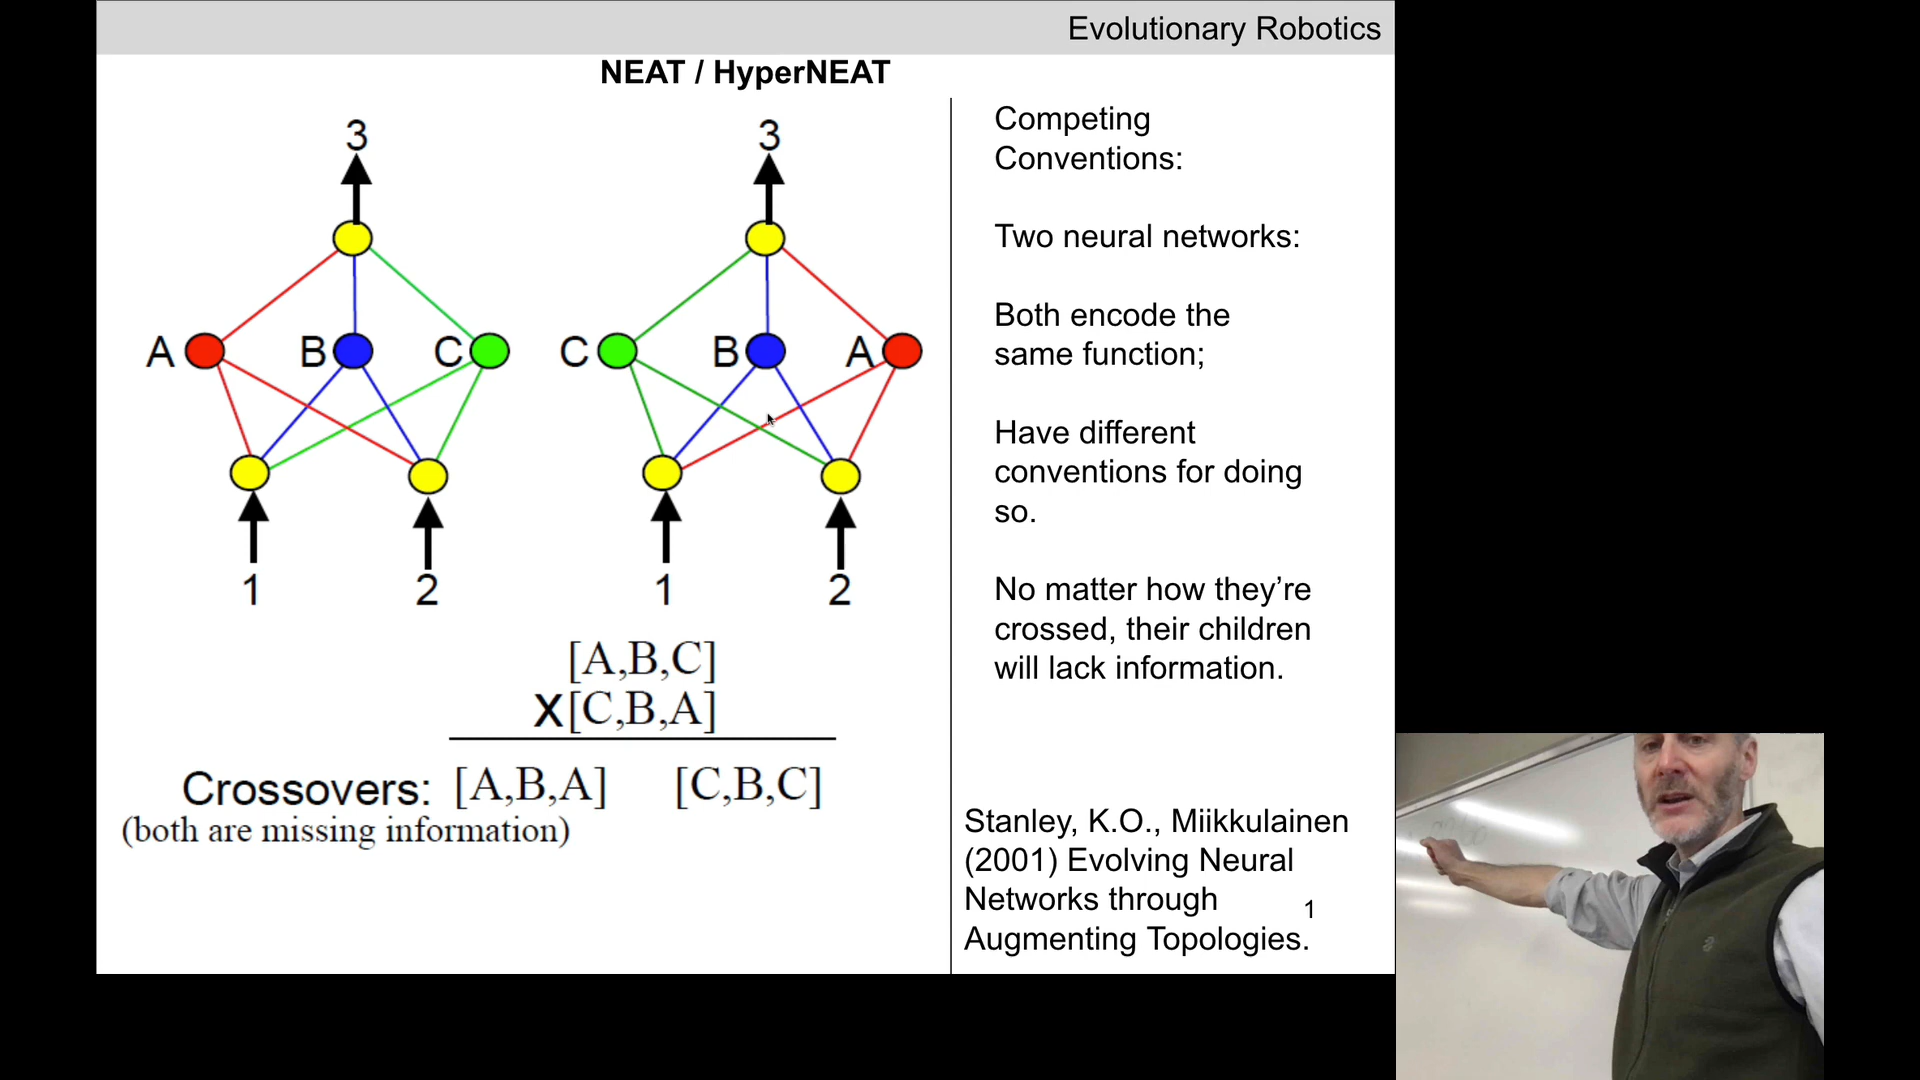 Evolutionary Robotics
NEAT / HyperNEAT
3
3
A
B
C
C
B
A
1
2
1
2
[A,B,C]
X[C,B,A]
Crossovers: [A,B,A] [C,B,C]
(both are missing information)
Competing
Conventions:
Two neural networks:
Both encode the
same function;
Have different
conventions for doing
so.
No matter how they’re
crossed, their children
will lack information.
Stanley, K.O., Miikkulainen
(2001) Evolving Neural
Networks through
Augmenting Topologies.
1